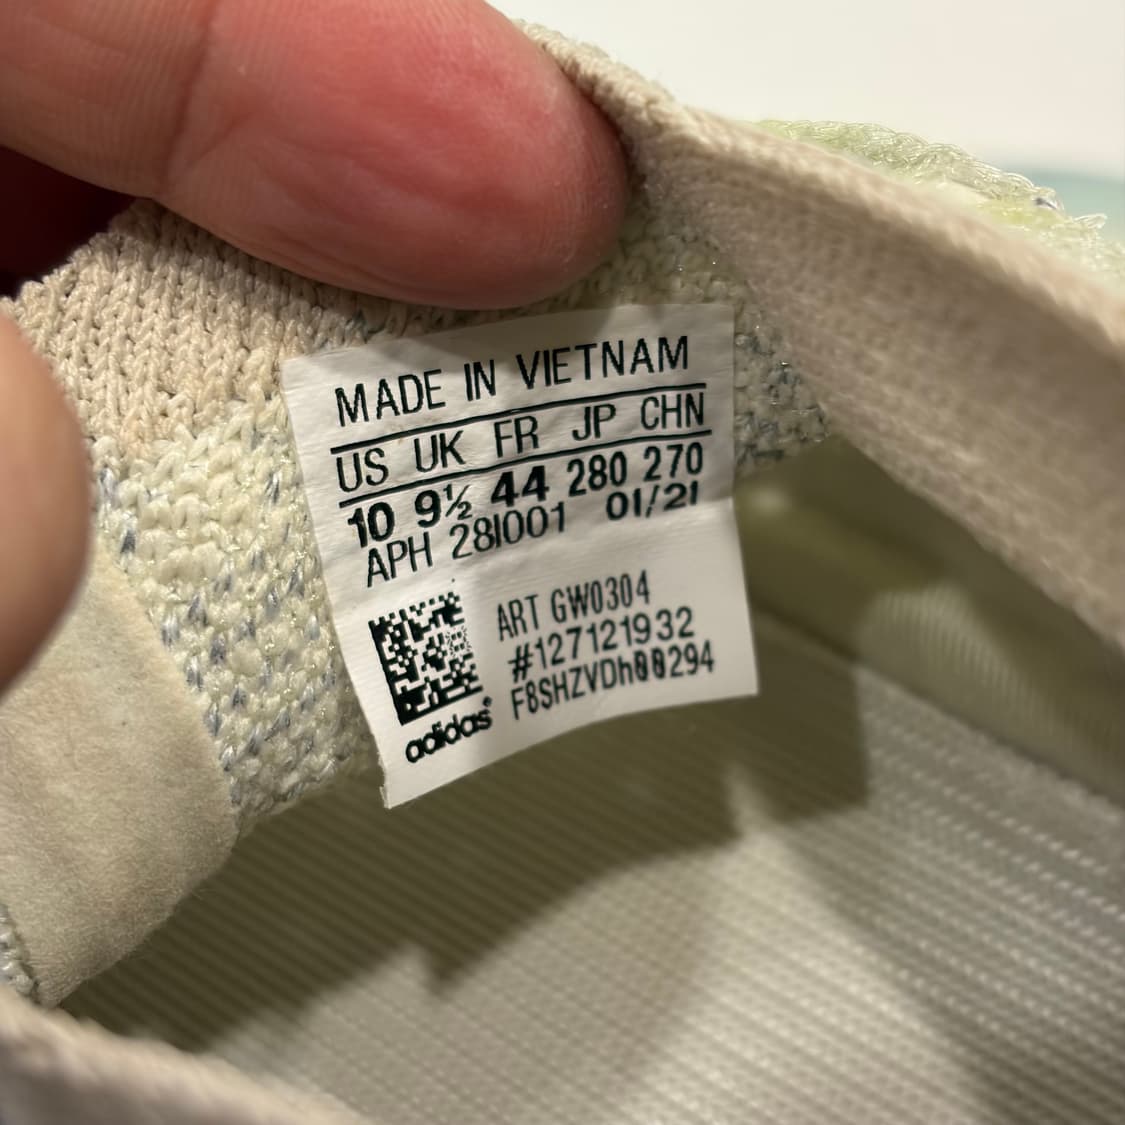 MADE IN VIETNAM
US UK FR JP CHN
10 9½ 44 280 270
APH 281001 01/21
ART GW0304
#127121932
F8SHZVDh00294
adidas®